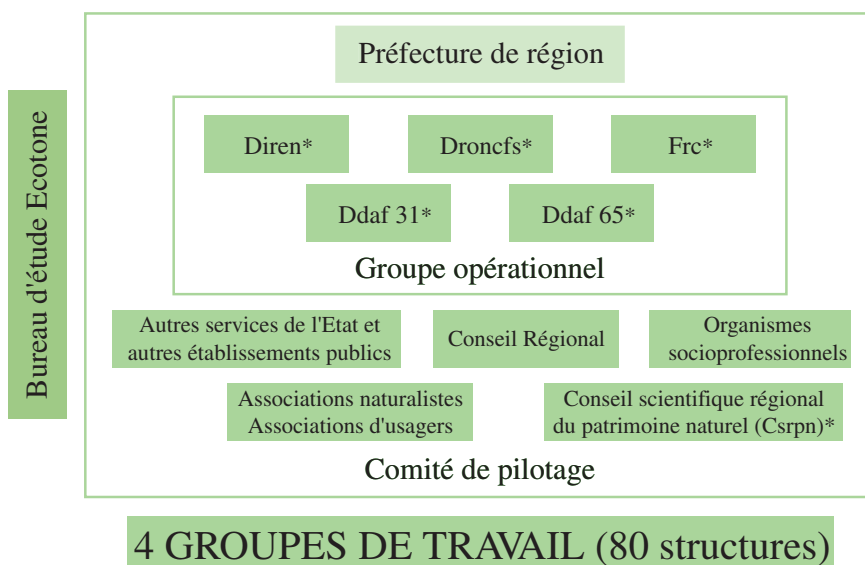 Préfecture de région
Bureau d'étude Ecotone
Diren*
Droncfs*
Frc*
Ddaf 31*
Ddaf 65*
Groupe opérationnel
Autres services de l'Etat et
autres établissements publics
Conseil Régional
Organismes
socioprofessionnels
Associations naturalistes
Associations d'usagers
Conseil scientifique régional
du patrimoine naturel (Csrpn)*
Comité de pilotage
4 GROUPES DE TRAVAIL (80 structures)